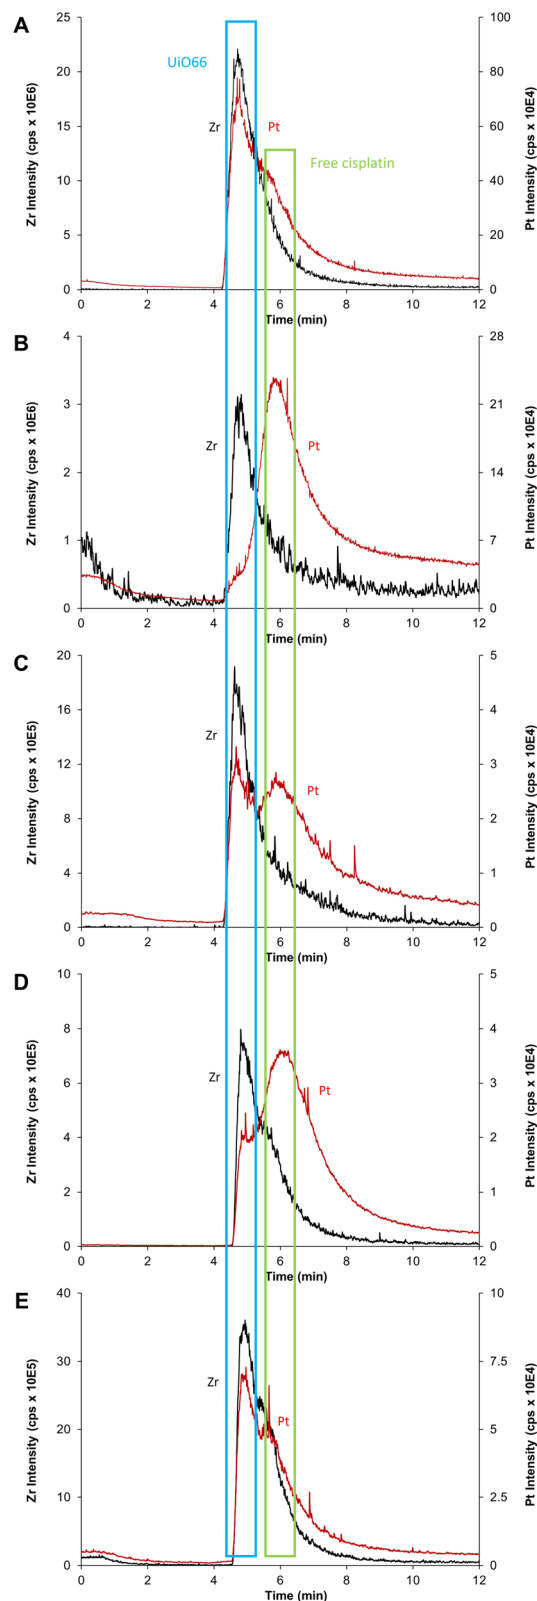 A
Zr Intensity (cps x 10E6)
25
20
15
10
5
0
UiO66
Zr
Pt
Free cisplatin
100
80
60
40
20
0
Pt Intensity (cps x 10E4)
0 2 4 6 8 10 12
Time (min)
B
Zr Intensity (cps x 10E6)
4
3
2
1
0
Zr
Pt
28
21
14
7
0
Pt Intensity (cps x 10E4)
0 2 4 6 8 10 12
Time (min)
C
Zr Intensity (cps x 10E5)
20
16
12
8
4
0
Zr
Pt
5
4
3
2
1
0
Pt Intensity (cps x 10E4)
0 2 4 6 8 10 12
Time (min)
D
Zr Intensity (cps x 10E5)
10
8
6
4
2
0
Zr
Pt
5
4
3
2
1
0
Pt Intensity (cps x 10E4)
0 2 4 6 8 10 12
Time (min)
E
Zr Intensity (cps x 10E5)
40
30
20
10
0
Zr
Pt
10
7.5
5
2.5
0
Pt Intensity (cps x 10E4)
0 2 4 6 8 10 12
Time (min)